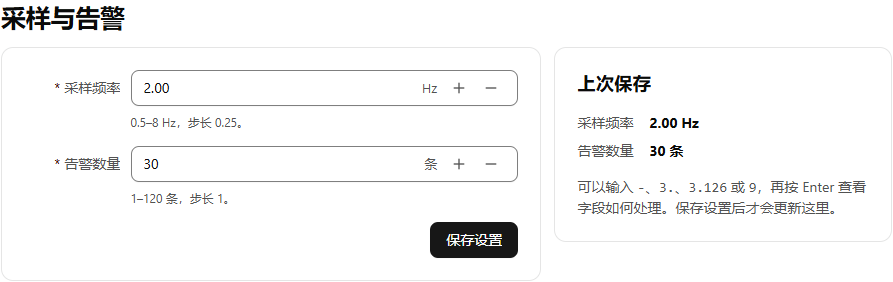 采样与告警
* 采样频率 2.00 Hz + −
0.5–8 Hz，步长 0.25。
* 告警数量 30 条 + −
1–120 条，步长 1。
保存设置
上次保存
采样频率 2.00 Hz
告警数量 30 条
可以输入 -、3.、3.126 或 9，再按 Enter 查看
字段如何处理。保存设置后才会更新这里。